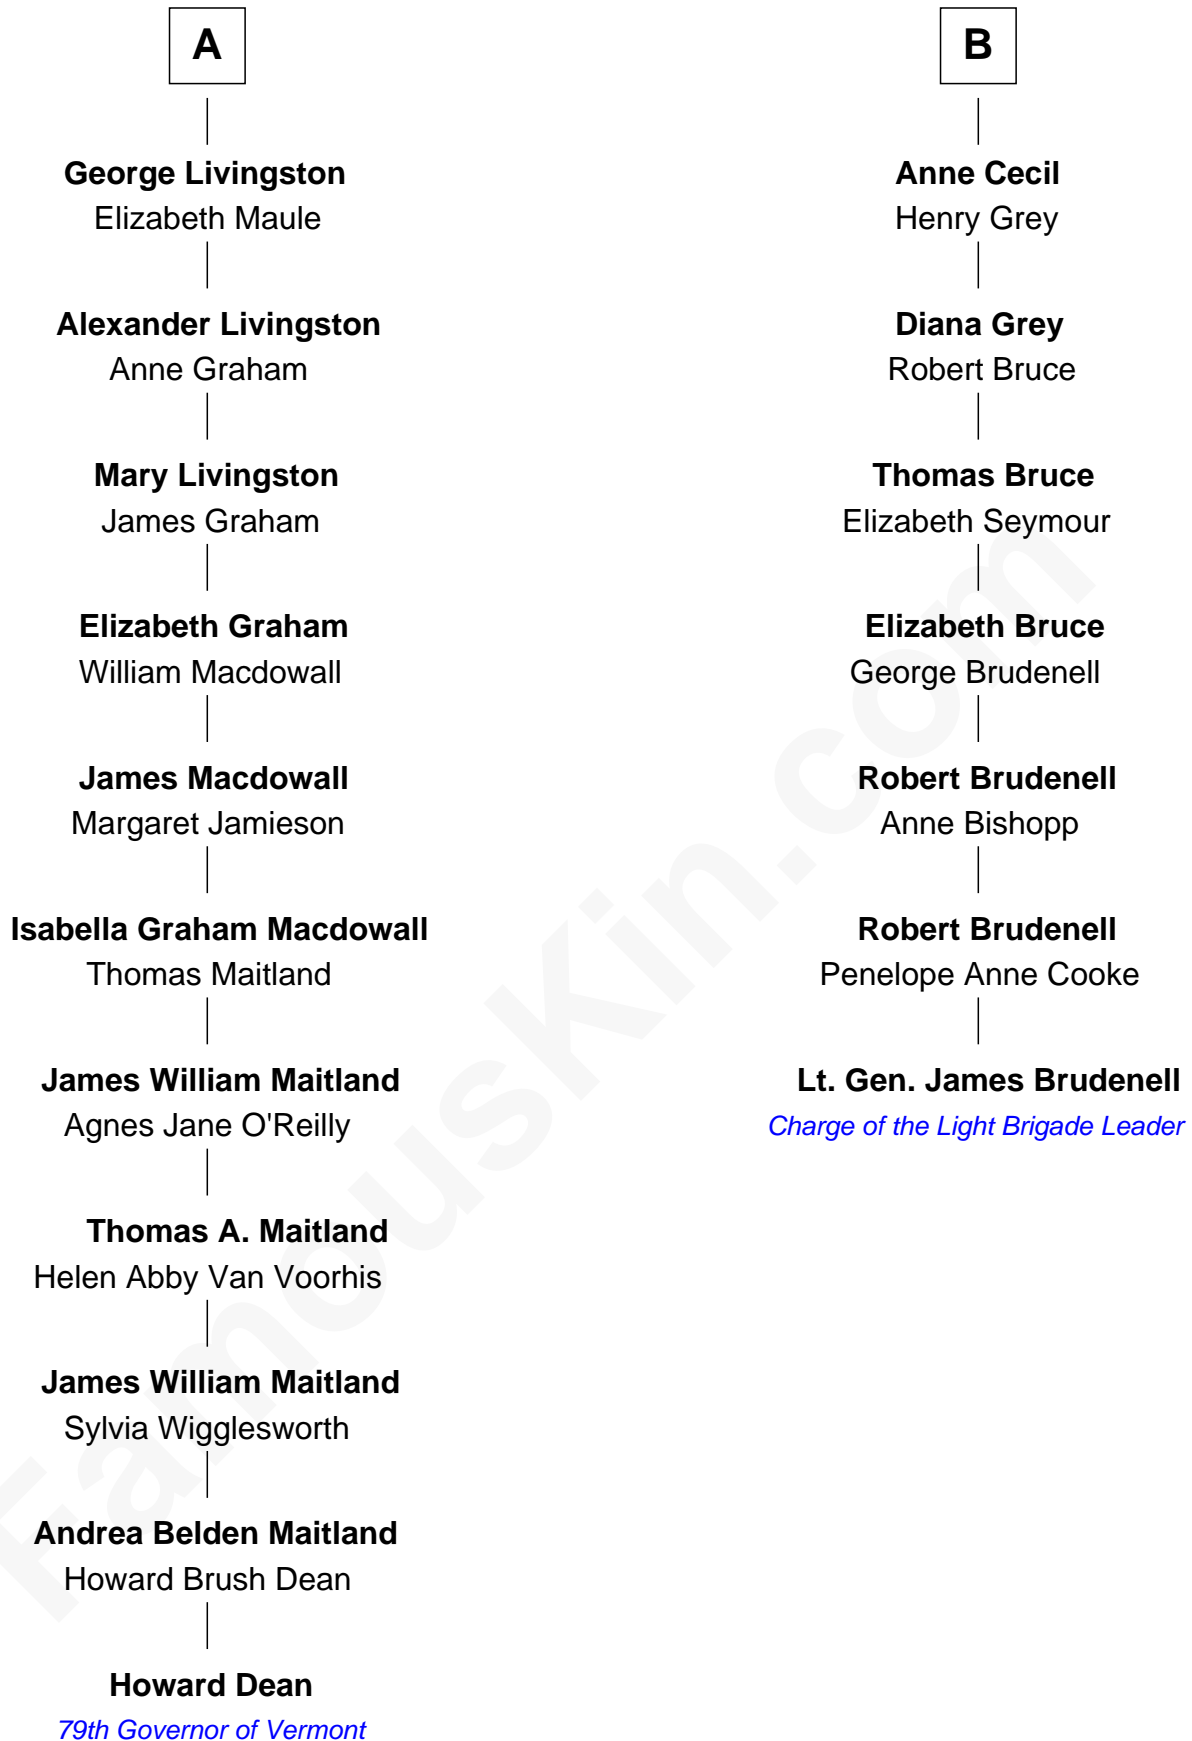 A
George Livingston
Elizabeth Maule
Alexander Livingston
Anne Graham
Mary Livingston
James Graham
Elizabeth Graham
William Macdowall
James Macdowall
Margaret Jamieson
Isabella Graham Macdowall
Thomas Maitland
James William Maitland
Agnes Jane O'Reilly
Thomas A. Maitland
Helen Abby Van Voorhis
James William Maitland
Sylvia Wigglesworth
Andrea Belden Maitland
Howard Brush Dean
Howard Dean
79th Governor of Vermont
B
Anne Cecil
Henry Grey
Diana Grey
Robert Bruce
Thomas Bruce
Elizabeth Seymour
Elizabeth Bruce
George Brudenell
Robert Brudenell
Anne Bishopp
Robert Brudenell
Penelope Anne Cooke
Lt. Gen. James Brudenell
Charge of the Light Brigade Leader
FamousKin.com